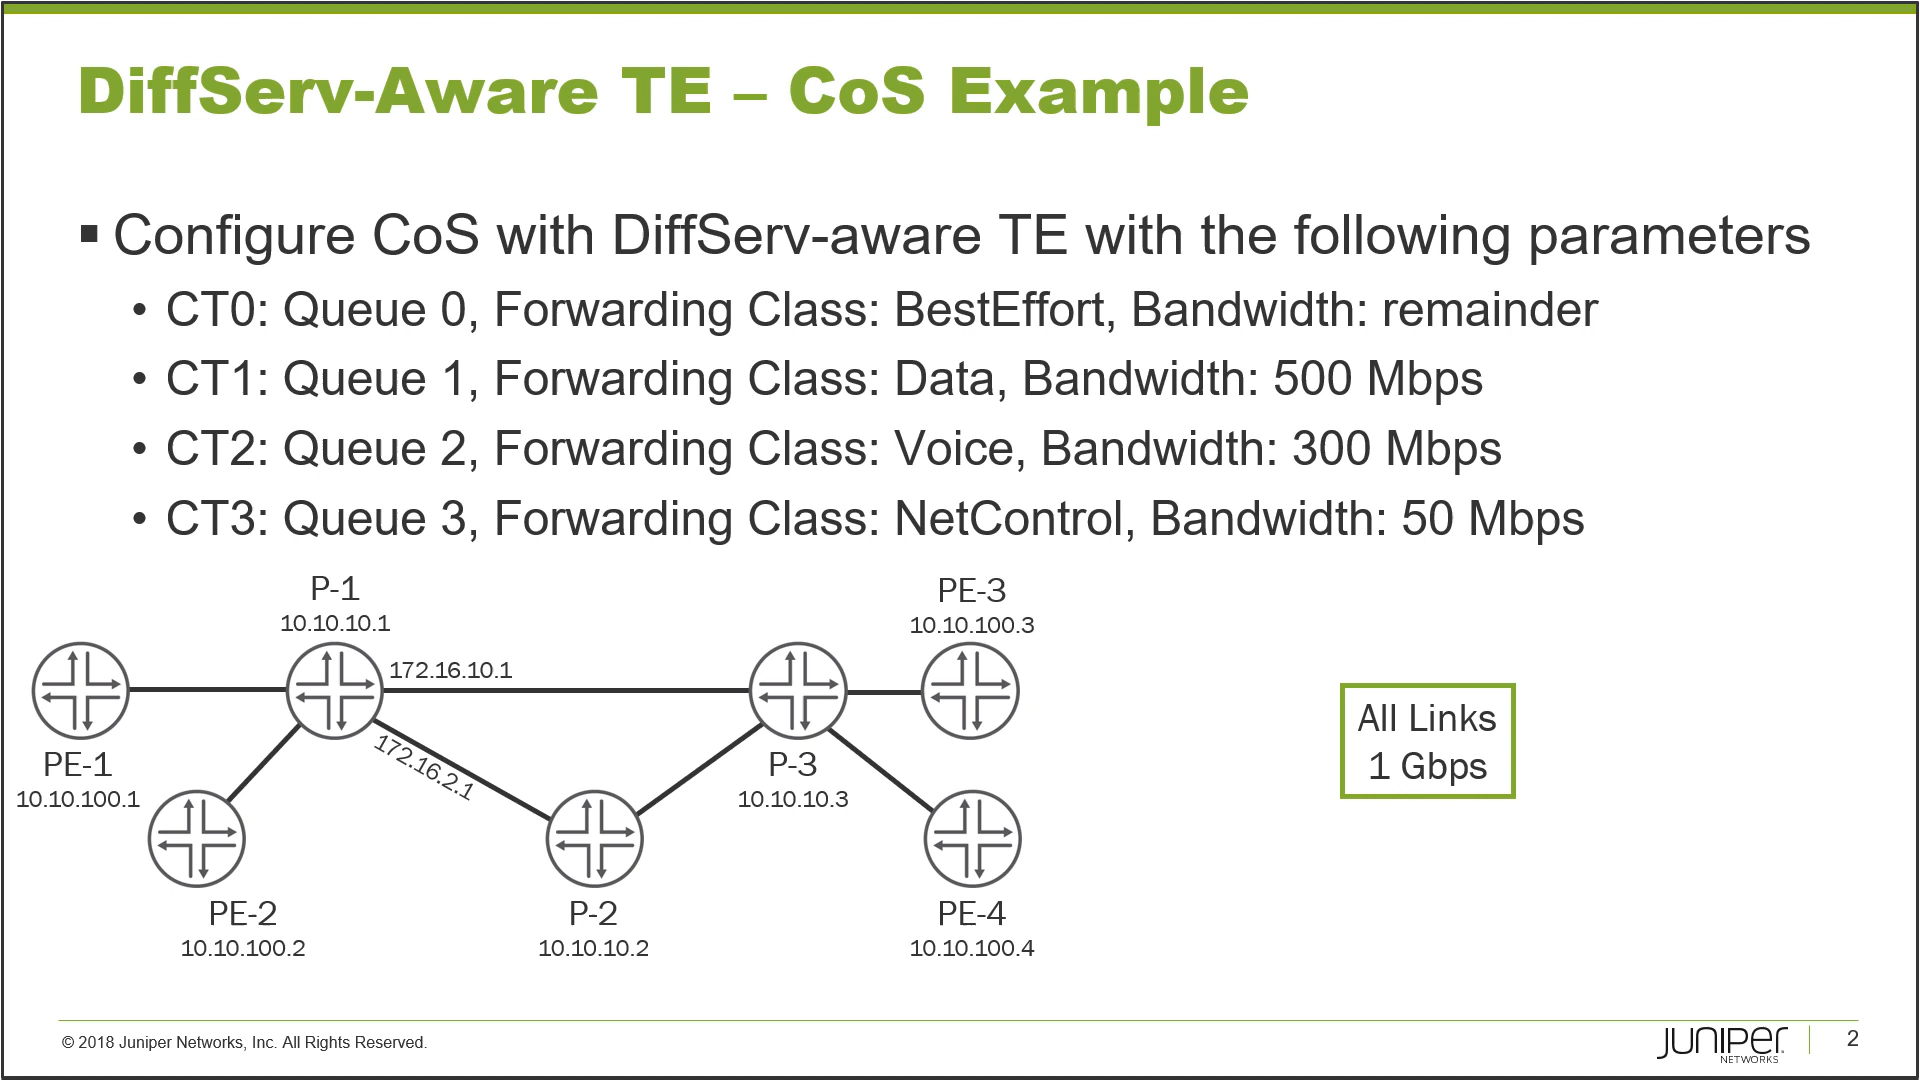 DiffServ-Aware TE – CoS Example
▪ Configure CoS with DiffServ-aware TE with the following parameters
• CT0: Queue 0, Forwarding Class: BestEffort, Bandwidth: remainder
• CT1: Queue 1, Forwarding Class: Data, Bandwidth: 500 Mbps
• CT2: Queue 2, Forwarding Class: Voice, Bandwidth: 300 Mbps
• CT3: Queue 3, Forwarding Class: NetControl, Bandwidth: 50 Mbps
P-1
10.10.10.1
PE-3
10.10.100.3
172.16.10.1
172.16.2.1
PE-1
10.10.100.1
P-3
10.10.10.3
PE-2
10.10.100.2
P-2
10.10.10.2
PE-4
10.10.100.4
All Links
1 Gbps
© 2018 Juniper Networks, Inc. All Rights Reserved.
JUNIPEr
NETWORKS
2